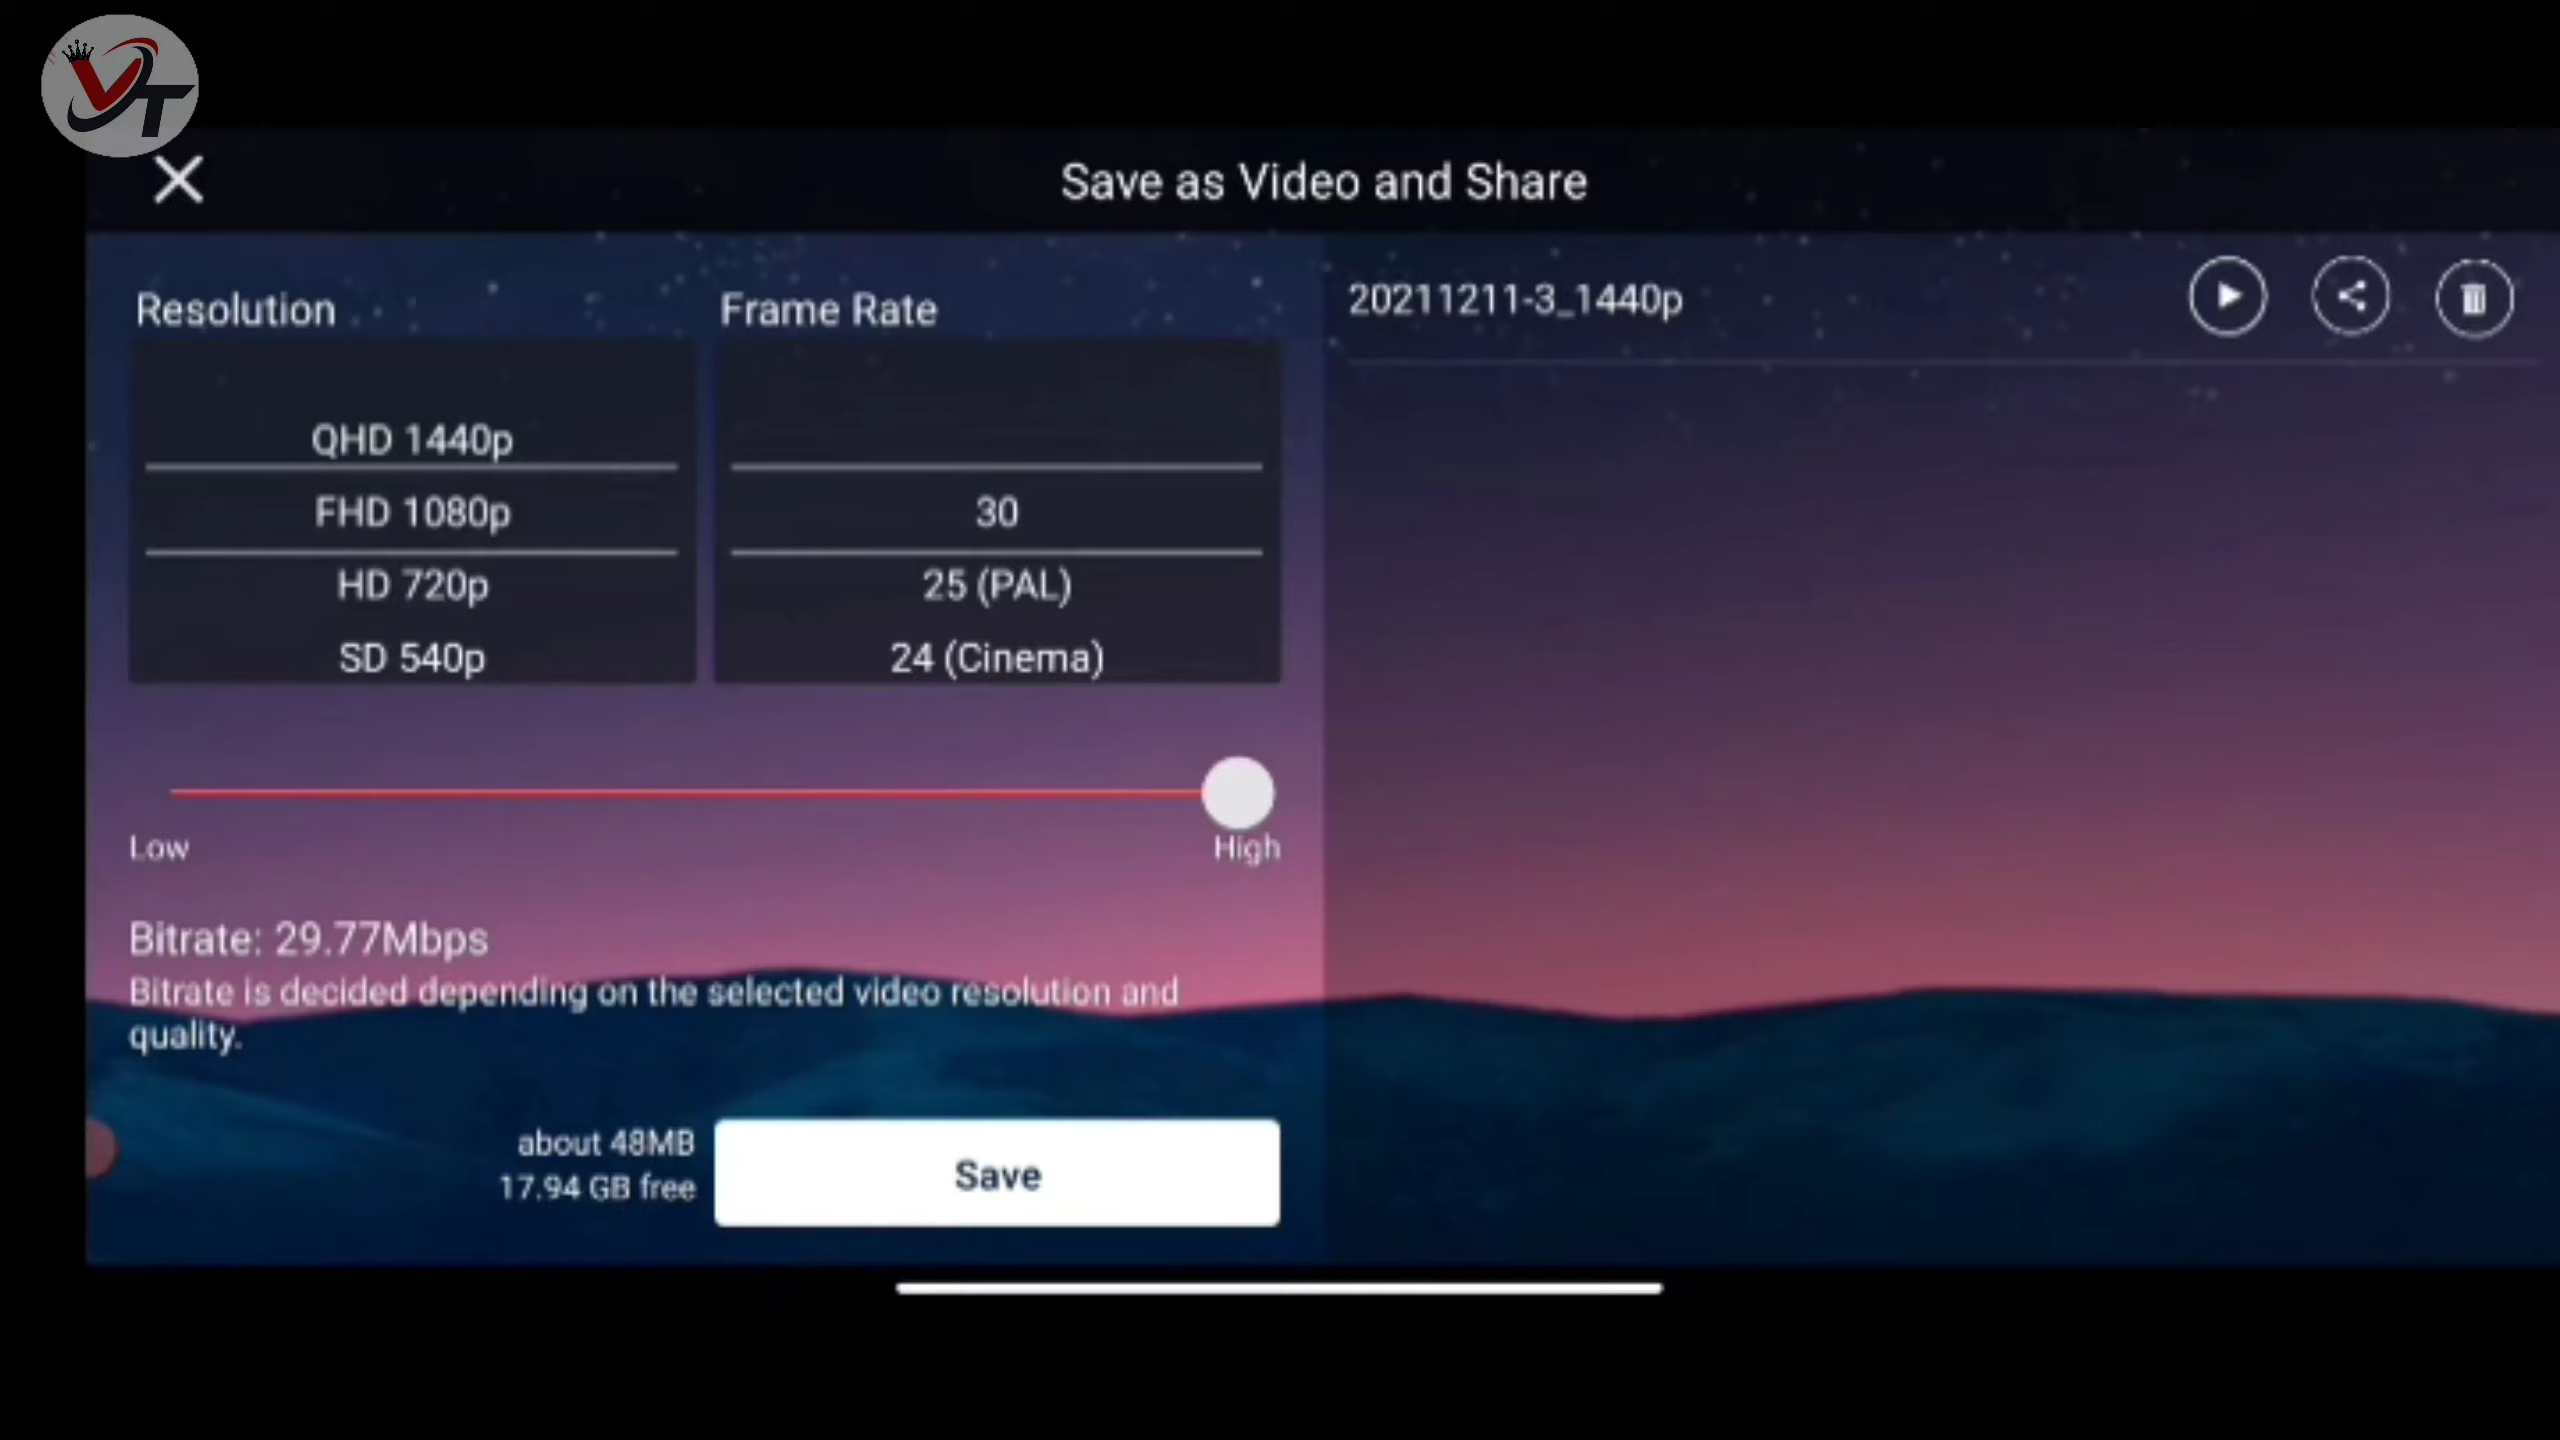 VT
Save as Video and Share
Resolution
Frame Rate
20211211-3_1440p
QHD 1440p
FHD 1080p
30
HD 720p
25 (PAL)
SD 540p
24 (Cinema)
Low
High
Bitrate: 29.77Mbps
Bitrate is decided depending on the selected video resolution and
quality.
about 48MB
17.94 GB free
Save